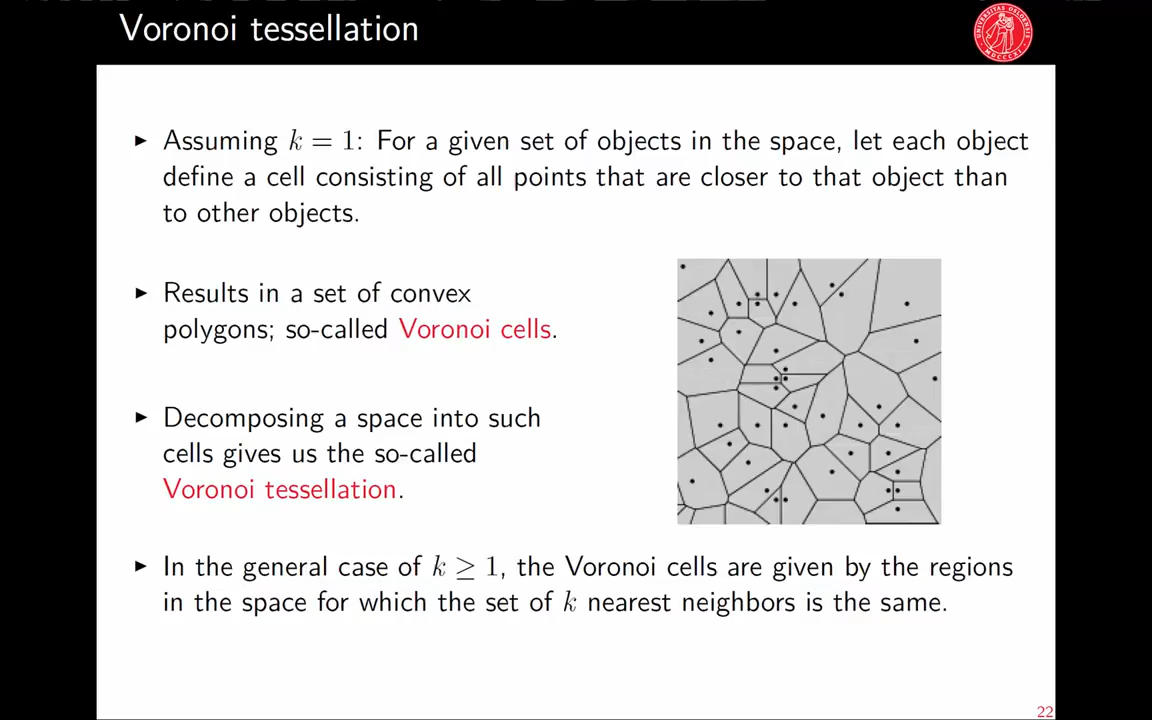 Voronoi tessellation
UNIVERSITAS OSLOENSIS
MDCCCXI
► Assuming k = 1: For a given set of objects in the space, let each object
define a cell consisting of all points that are closer to that object than
to other objects.
► Results in a set of convex
polygons; so-called Voronoi cells.
► Decomposing a space into such
cells gives us the so-called
Voronoi tessellation.
► In the general case of k ≥ 1, the Voronoi cells are given by the regions
in the space for which the set of k nearest neighbors is the same.
22